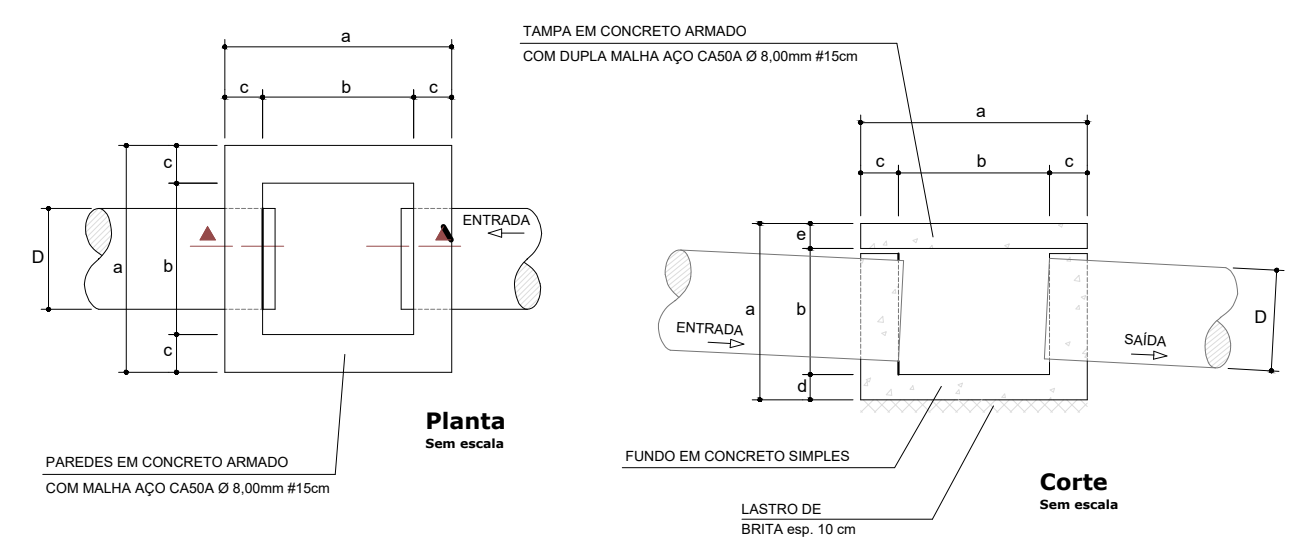 a
c b c
c
D a b
c
ENTRADA
Planta
Sem escala
PAREDES EM CONCRETO ARMADO
COM MALHA AÇO CA50A Ø 8,00mm #15cm
TAMPA EM CONCRETO ARMADO
COM DUPLA MALHA AÇO CA50A Ø 8,00mm #15cm
a
c b c
e
a b
d
D
ENTRADA
SAÍDA
FUNDO EM CONCRETO SIMPLES
LASTRO DE
BRITA esp. 10 cm
Corte
Sem escala